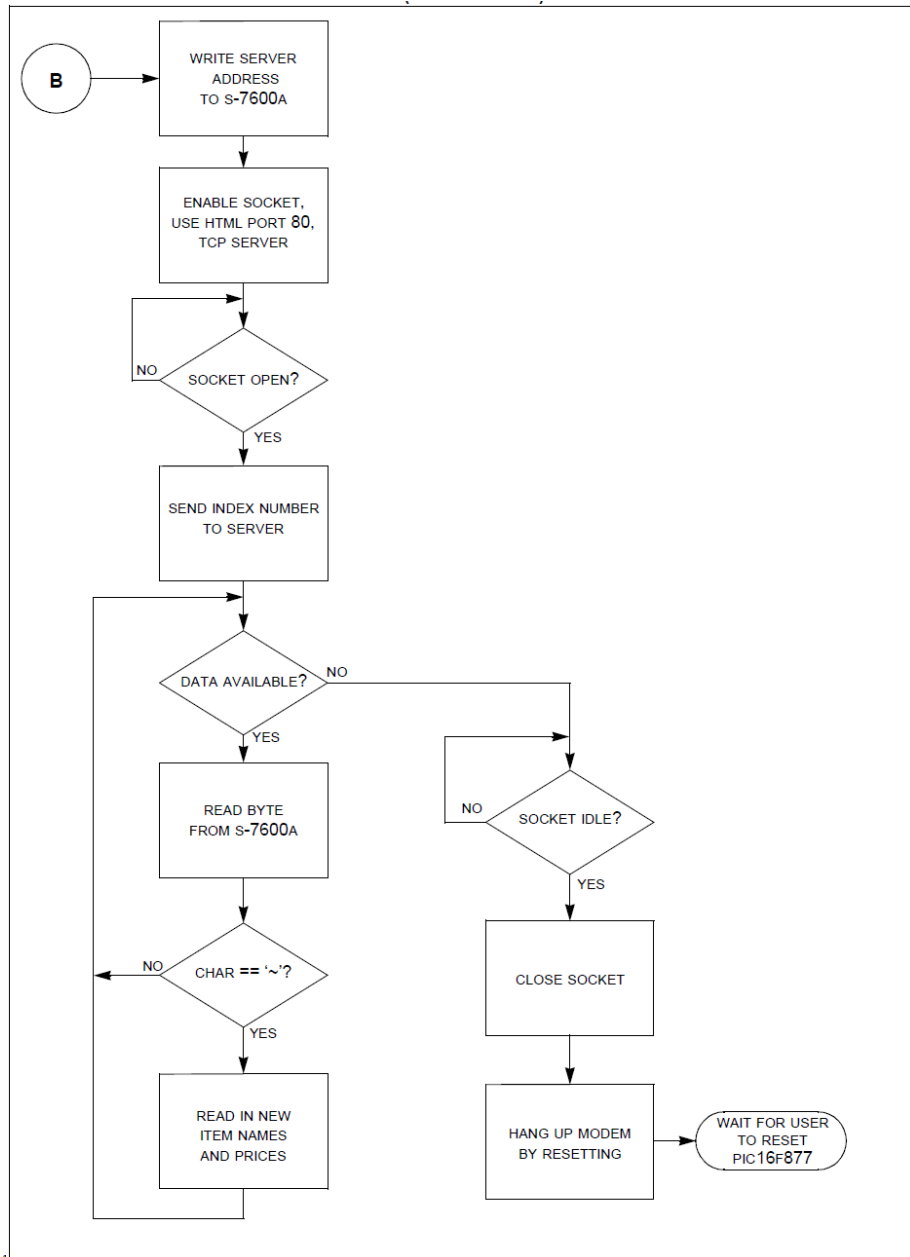 B
WRITE SERVER
ADDRESS
TO S-7600A
ENABLE SOCKET,
USE HTML PORT 80,
TCP SERVER
NO
SOCKET OPEN?
YES
SEND INDEX NUMBER
TO SERVER
DATA AVAILABLE?
NO
YES
READ BYTE
FROM S-7600A
NO
SOCKET IDLE?
YES
NO
CHAR == ‘~’?
YES
CLOSE SOCKET
READ IN NEW
ITEM NAMES
AND PRICES
HANG UP MODEM
BY RESETTING
WAIT FOR USER
TO RESET
PIC16F877